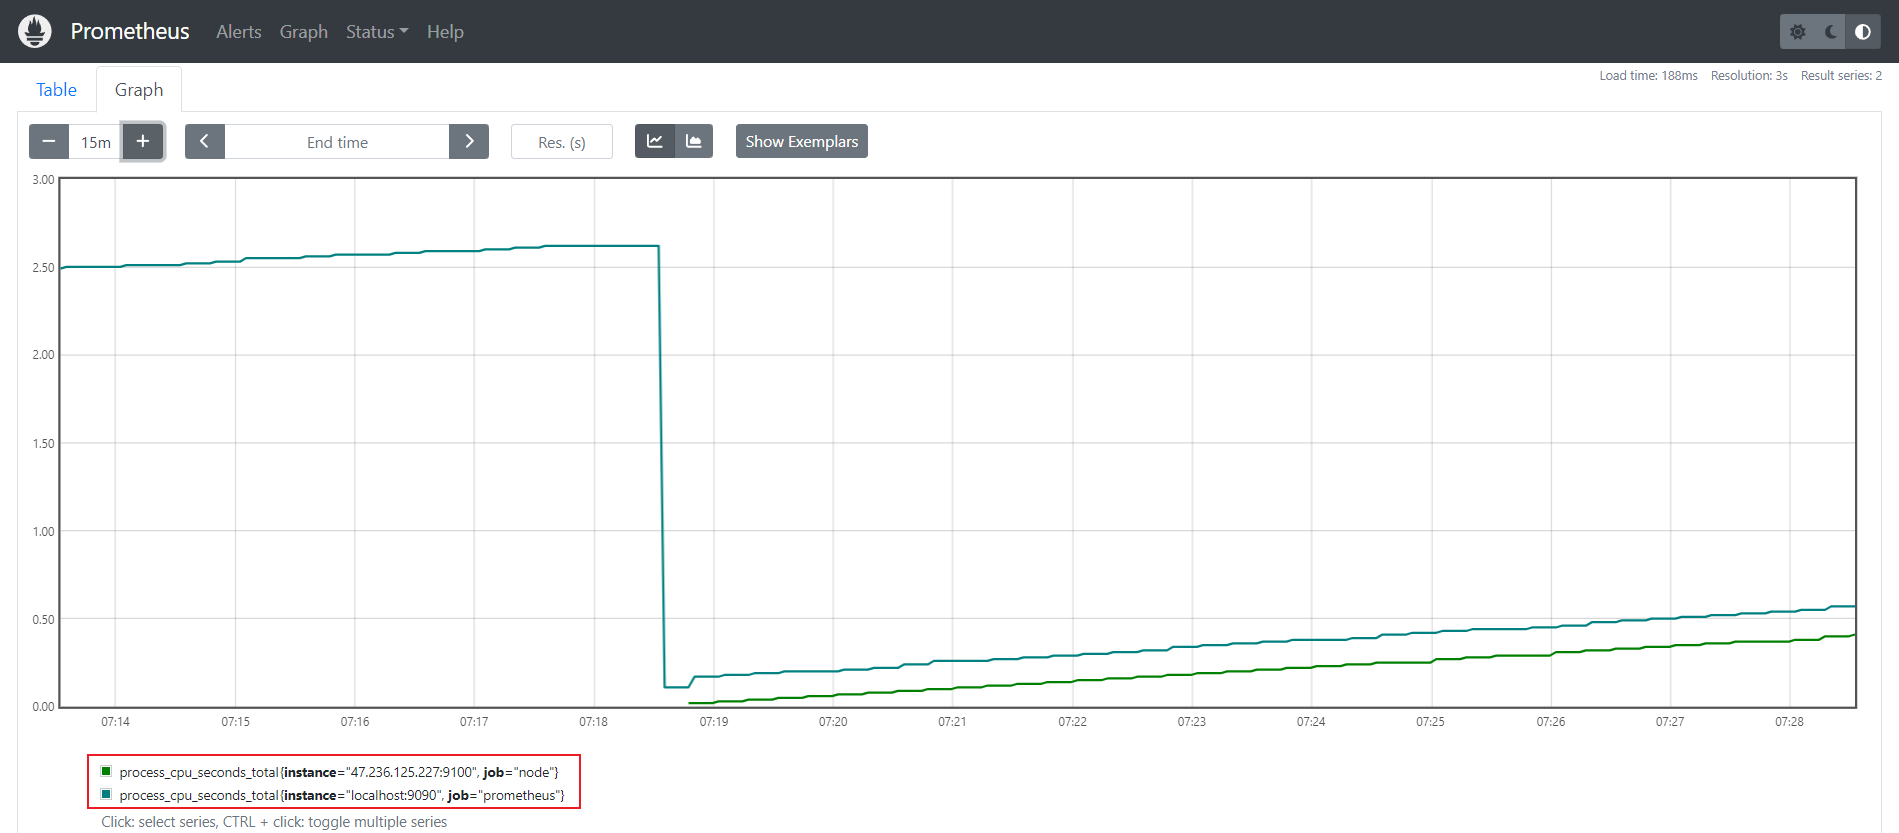 Prometheus Alerts Graph Status Help
Load time: 188ms Resolution: 3s Result series: 2
Table Graph
15m End time Res. (s) Show Exemplars
3.00
2.50
2.00
1.50
1.00
0.50
0.00
07:14 07:15 07:16 07:17 07:18 07:19 07:20 07:21 07:22 07:23 07:24 07:25 07:26 07:27 07:28
process_cpu_seconds_total{instance="47.236.125.227:9100", job="node"}
process_cpu_seconds_total{instance="localhost:9090", job="prometheus"}
Click: select series, CTRL + click: toggle multiple series